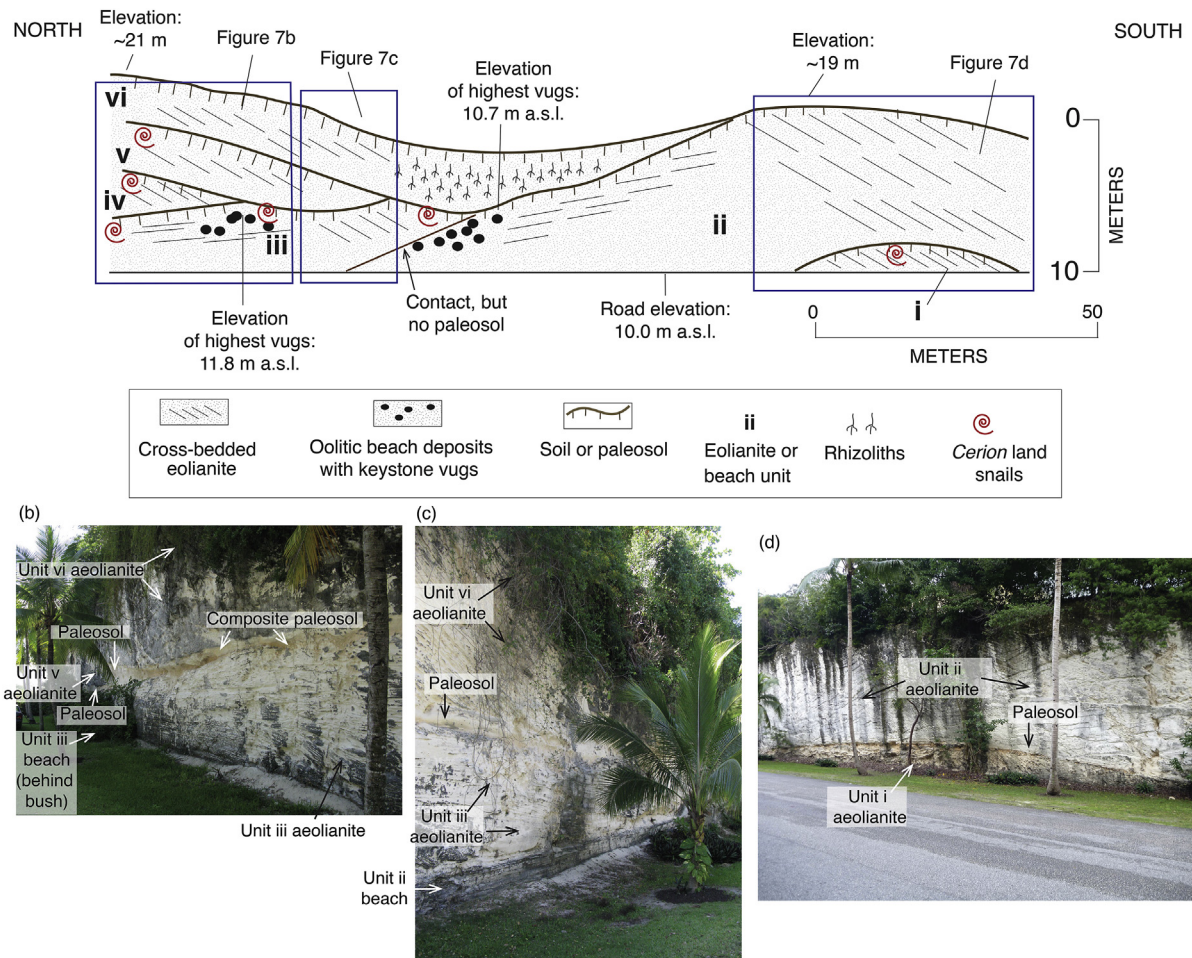 NORTH
Elevation:
~21 m
Figure 7b
Figure 7c
Elevation
of highest vugs:
10.7 m a.s.l.
Elevation:
~19 m
Figure 7d
SOUTH
vi
v
iv
iii
ii
i
0
METERS
10
Contact, but
no paleosol
Road elevation:
10.0 m a.s.l.
Elevation
of highest vugs:
11.8 m a.s.l.
0
50
METERS
Cross-bedded
eolianite
Oolitic beach deposits
with keystone vugs
Soil or paleosol
ii
Eolianite or
beach unit
Rhizoliths
Cerion land
snails
(b)
Unit vi aeolianite
Paleosol
Composite paleosol
Unit v
aeolianite
Paleosol
Unit iii
beach
(behind
bush)
Unit iii aeolianite
(c)
Unit vi
aeolianite
Paleosol
Unit iii
aeolianite
Unit ii
beach
(d)
Unit ii
aeolianite
Paleosol
Unit i
aeolianite